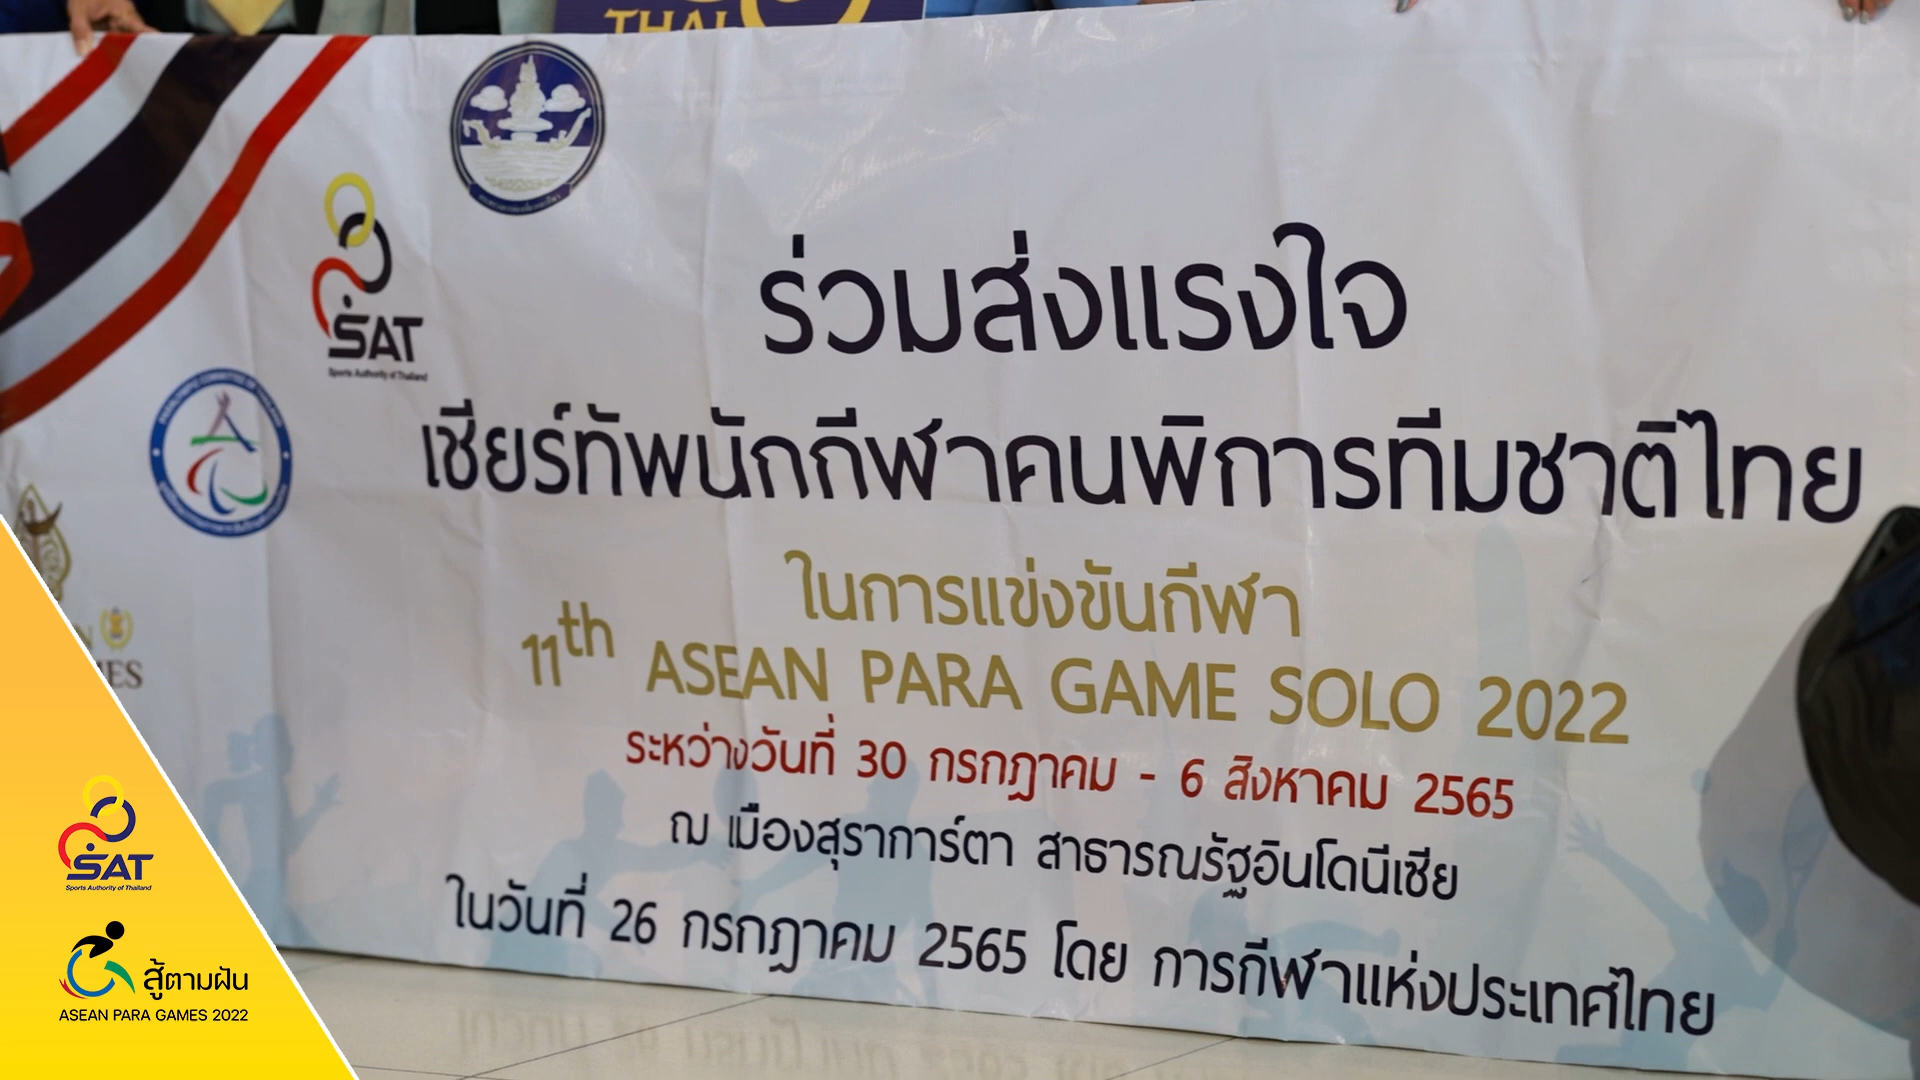 THAI
SAT
Sports Authority of Thailand
ร่วมส่งแรงใจ
เชียร์ทัพนักกีฬาคนพิการทีมชาติไทย
ในการแข่งขันกีฬา
11th ASEAN PARA GAME SOLO 2022
ระหว่างวันที่ 30 กรกฎาคม - 6 สิงหาคม 2565
ณ เมืองสุราการ์ตา สาธารณรัฐอินโดนีเซีย
ในวันที่ 26 กรกฎาคม 2565 โดย การกีฬาแห่งประเทศไทย
SAT
Sports Authority of Thailand
สู้ตามฝัน
ASEAN PARA GAMES 2022